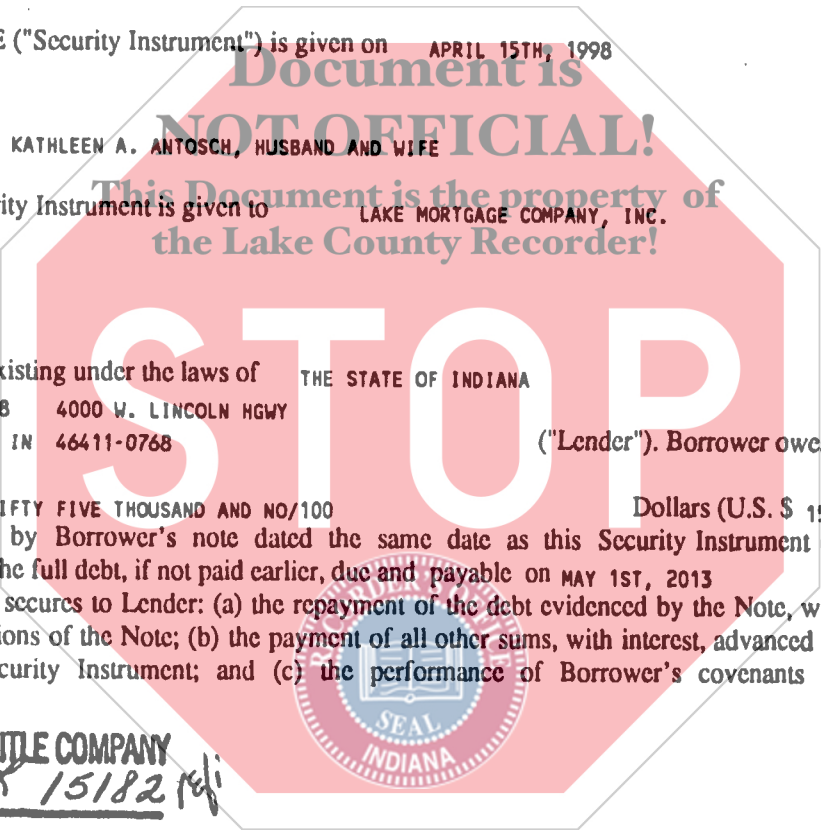 E ("Security Instrument") is given on APRIL 15TH, 1998
Document is
NOT OFFICIAL!
KATHLEEN A. ANTOSCH, HUSBAND AND WIFE
This Document is the property of
ity Instrument is given to LAKE MORTGAGE COMPANY, INC.
the Lake County Recorder!
STOP
xisting under the laws of THE STATE OF INDIANA
8 4000 W. LINCOLN HGWY
IN 46411-0768 ("Lender"). Borrower owe
IFTY FIVE THOUSAND AND NO/100 Dollars (U.S. $ 15
by Borrower's note dated the same date as this Security Instrument (
he full debt, if not paid earlier, due and payable on MAY 1ST, 2013
secures to Lender: (a) the repayment of the debt evidenced by the Note, w
ions of the Note; (b) the payment of all other sums, with interest, advanced
curity Instrument; and (c) the performance of Borrower's covenants
RECORDER'S OFFICE
SEAL
INDIANA
TITLE COMPANY
15182